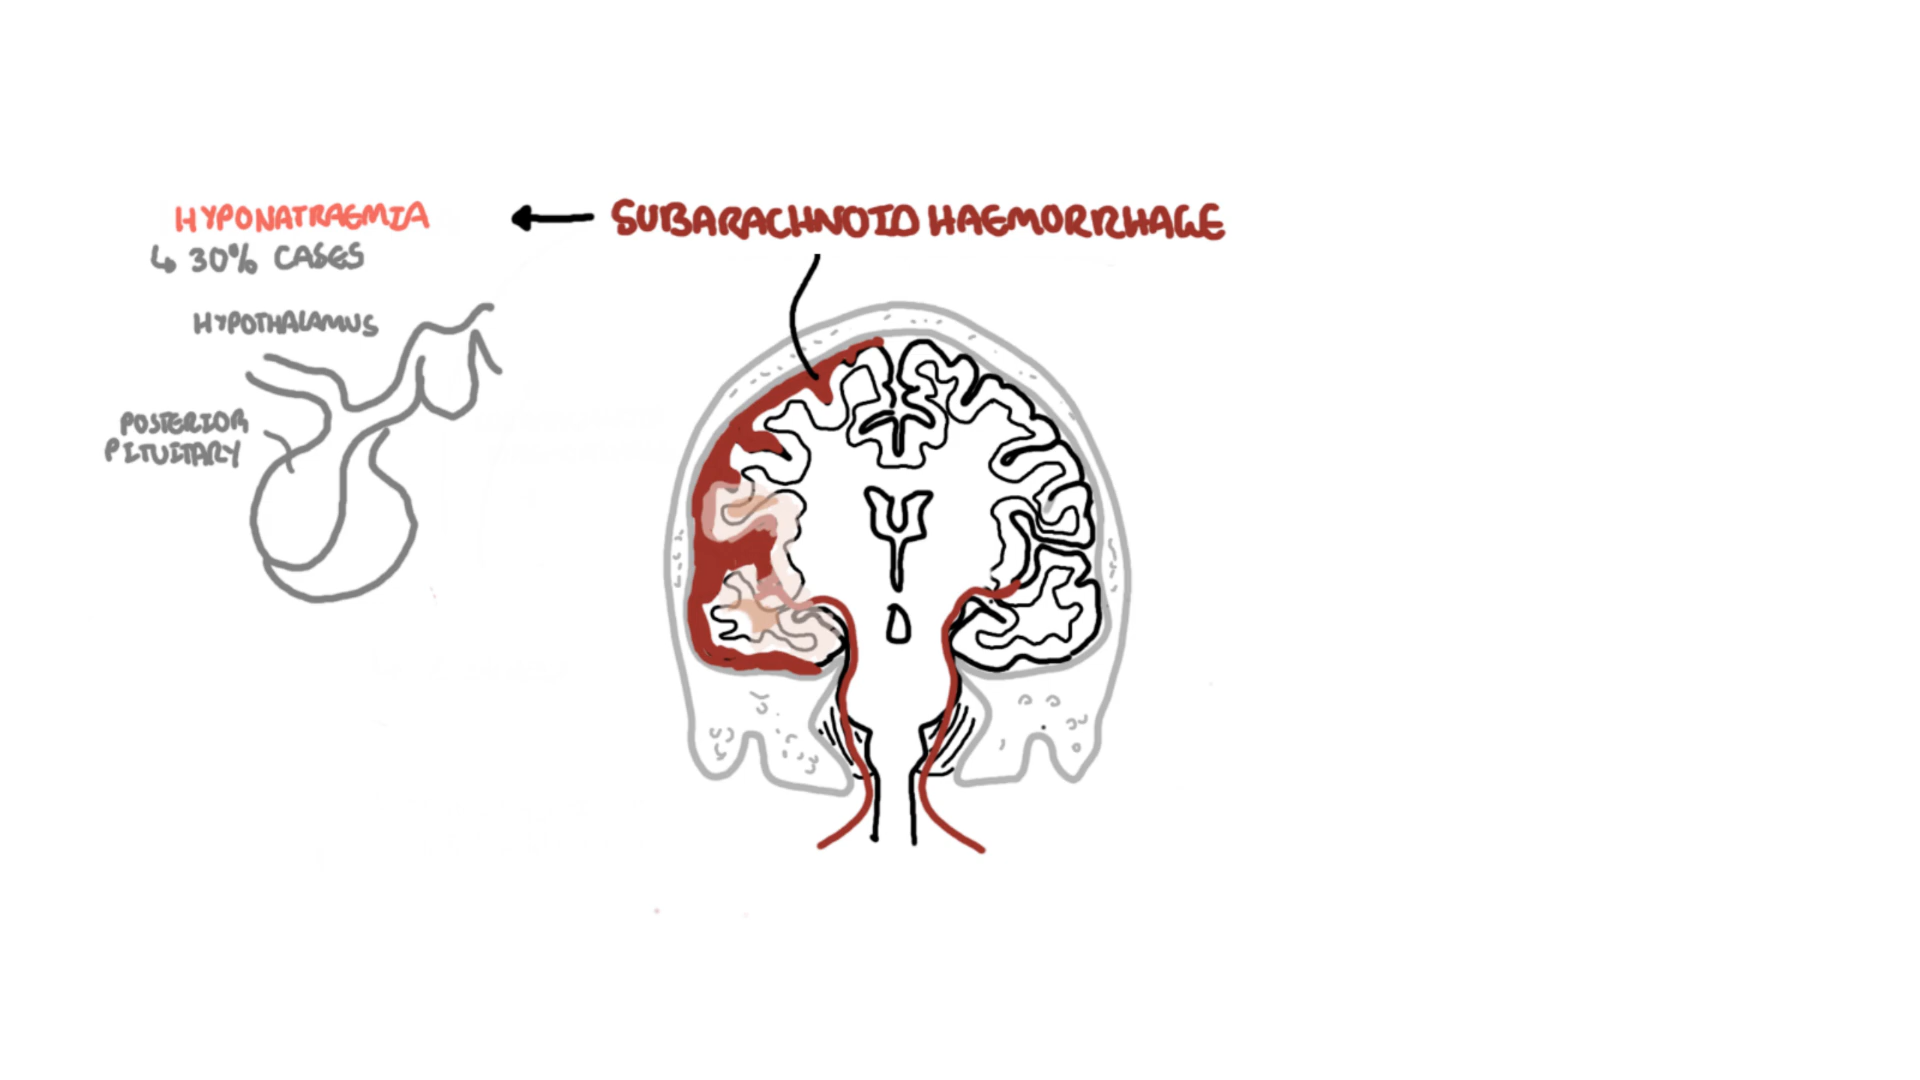 HYPONATRAEMIA
↳ 30% CASES
SUBARACHNOID HAEMORRHAGE
HYPOTHALAMUS
POSTERIOR
PITUITARY